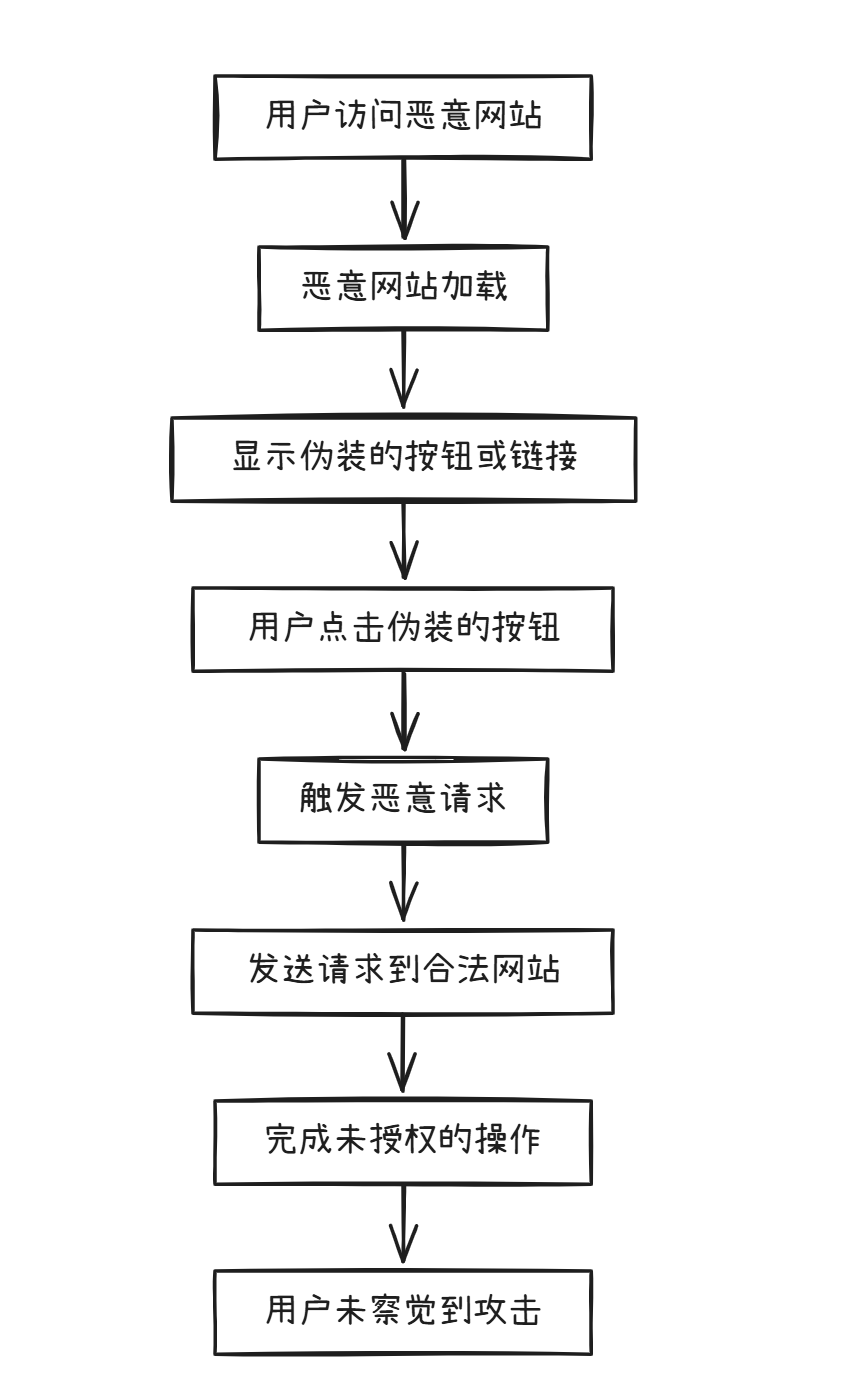 用户访问恶意网站
恶意网站加载
显示伪装的按钮或链接
用户点击伪装的按钮
触发恶意请求
发送请求到合法网站
完成未授权的操作
用户未察觉到攻击